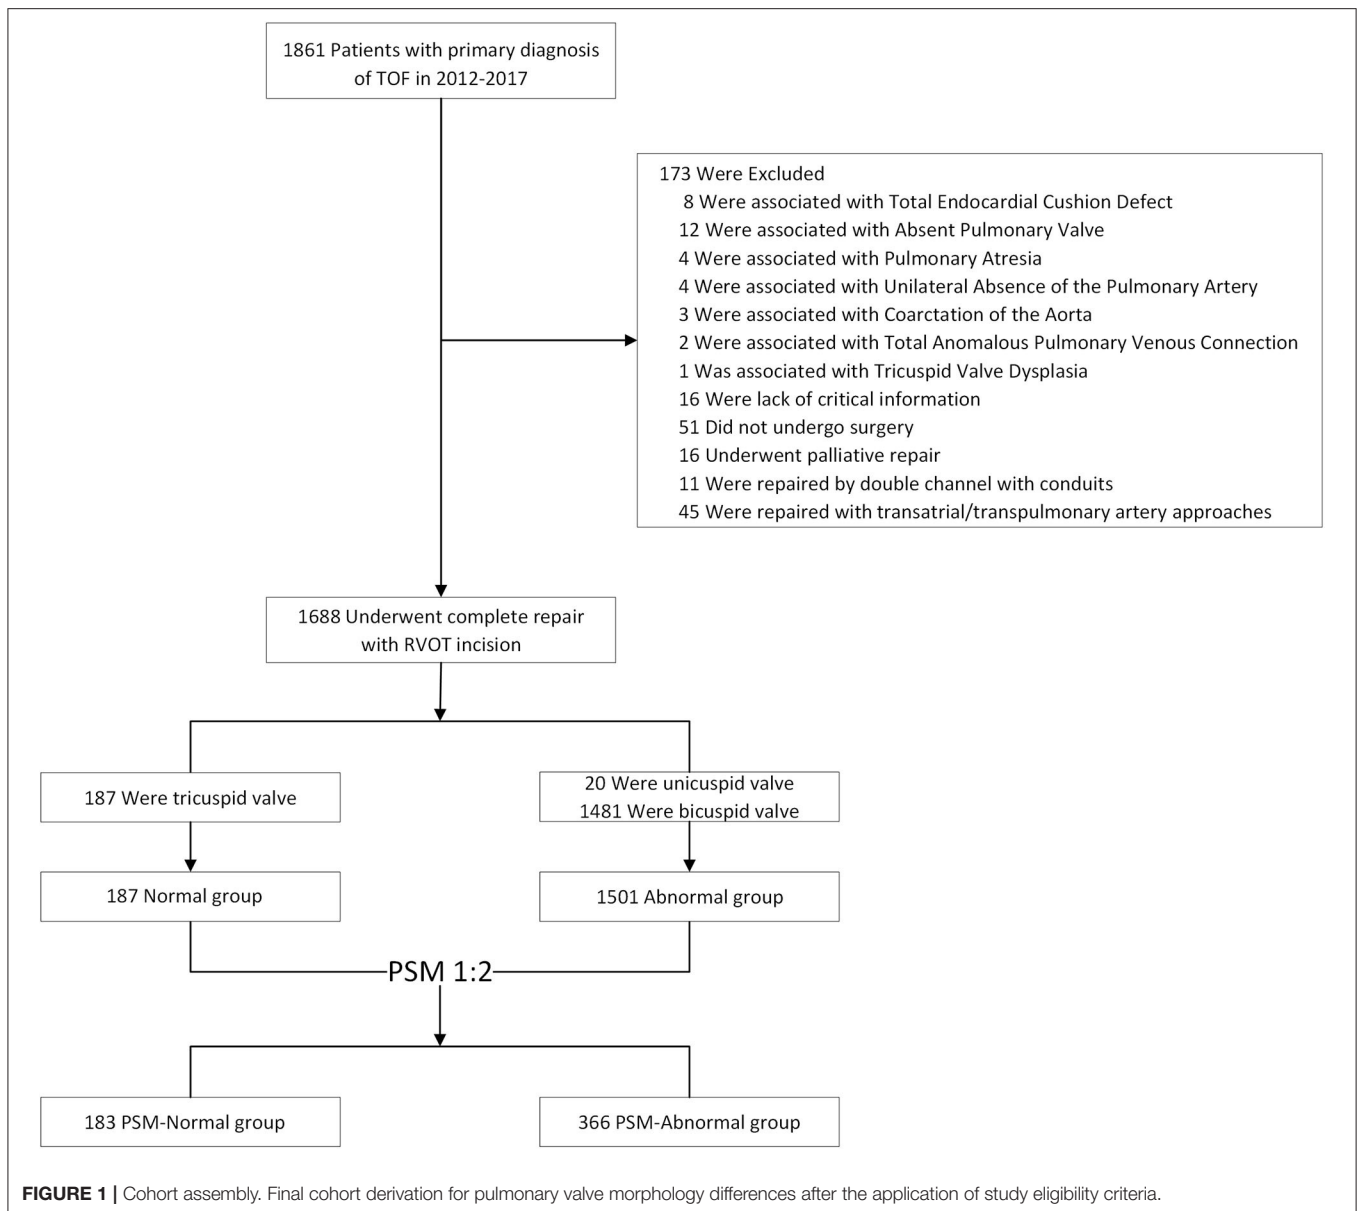 1861 Patients with primary diagnosis
of TOF in 2012-2017
173 Were Excluded
8 Were associated with Total Endocardial Cushion Defect
12 Were associated with Absent Pulmonary Valve
4 Were associated with Pulmonary Atresia
4 Were associated with Unilateral Absence of the Pulmonary Artery
3 Were associated with Coarctation of the Aorta
2 Were associated with Total Anomalous Pulmonary Venous Connection
1 Was associated with Tricuspid Valve Dysplasia
16 Were lack of critical information
51 Did not undergo surgery
16 Underwent palliative repair
11 Were repaired by double channel with conduits
45 Were repaired with transatrial/transpulmonary artery approaches
1688 Underwent complete repair
with RVOT incision
187 Were tricuspid valve
20 Were unicuspid valve
1481 Were bicuspid valve
187 Normal group
1501 Abnormal group
PSM 1:2
183 PSM-Normal group
366 PSM-Abnormal group
FIGURE 1 | Cohort assembly. Final cohort derivation for pulmonary valve morphology differences after the application of study eligibility criteria.